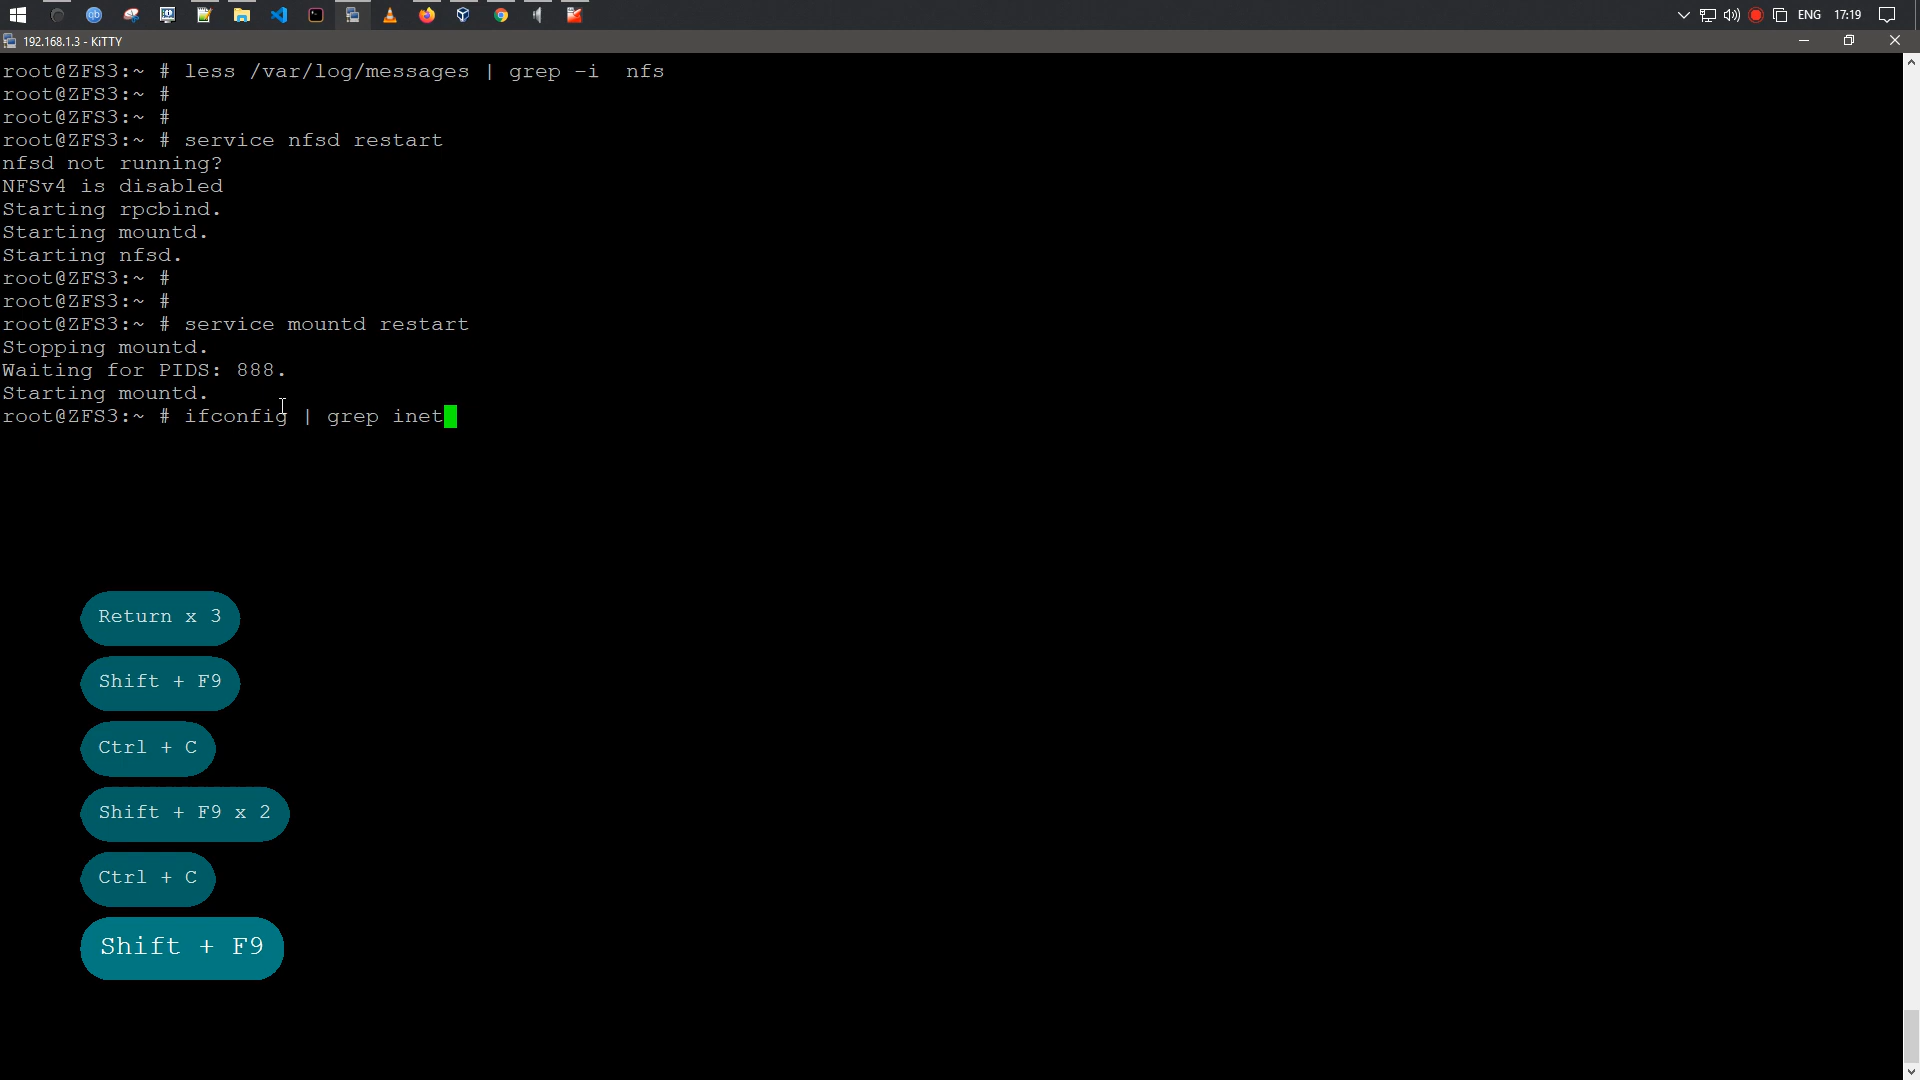 ENG 17:19
192.168.1.3 - KiTTY
root@ZFS3:~ # less /var/log/messages | grep -i  nfs
root@ZFS3:~ #
root@ZFS3:~ #
root@ZFS3:~ # service nfsd restart
nfsd not running?
NFSv4 is disabled
Starting rpcbind.
Starting mountd.
Starting nfsd.
root@ZFS3:~ #
root@ZFS3:~ #
root@ZFS3:~ # service mountd restart
Stopping mountd.
Waiting for PIDS: 888.
Starting mountd.
root@ZFS3:~ # ifconfig | grep inet
Return x 3
Shift + F9
Ctrl + C
Shift + F9 x 2
Ctrl + C
Shift + F9